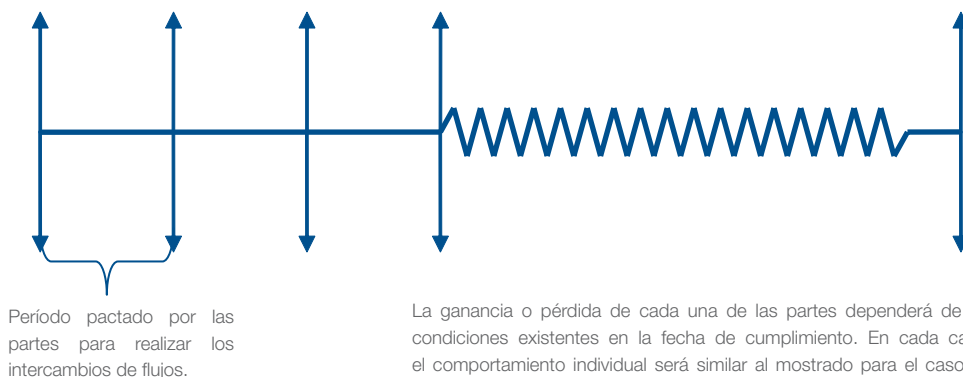 Período pactado por las
partes para realizar los
intercambios de flujos.
La ganancia o pérdida de cada una de las partes dependerá de
condiciones existentes en la fecha de cumplimiento. En cada ca
el comportamiento individual será similar al mostrado para el caso